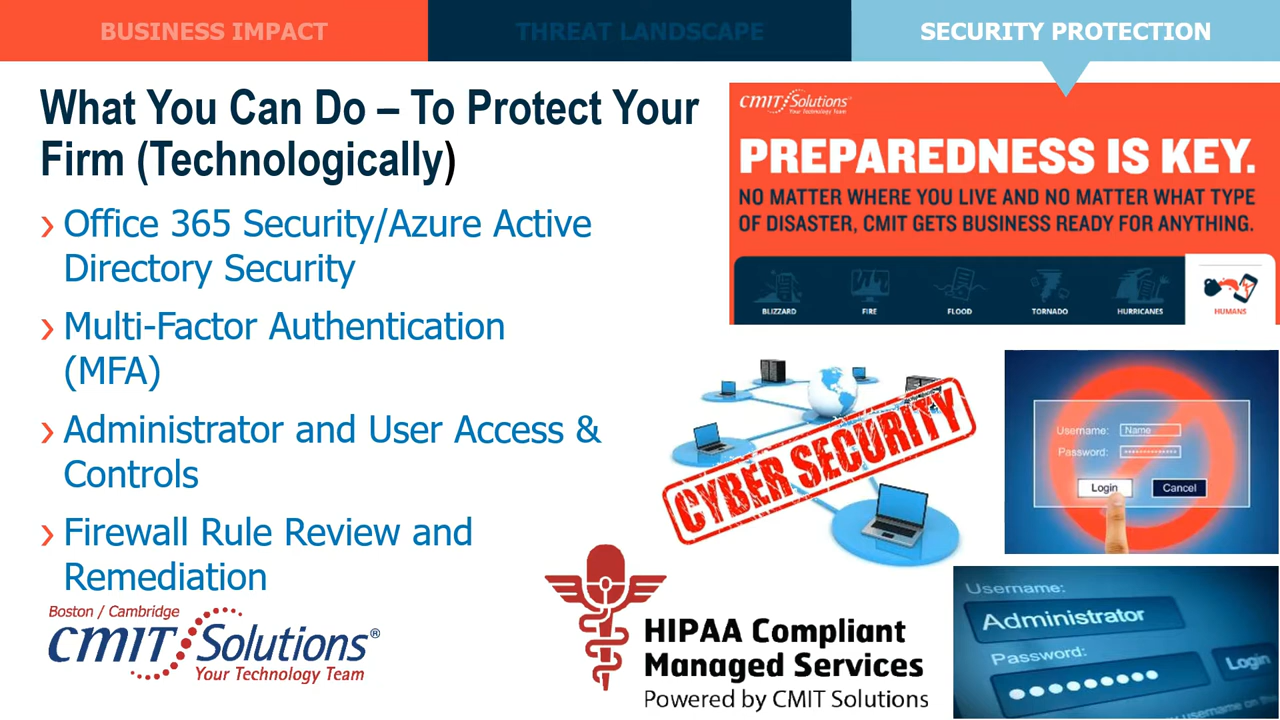 BUSINESS IMPACT
THREAT LANDSCAPE
SECURITY PROTECTION
What You Can Do – To Protect Your
Firm (Technologically)
› Office 365 Security/Azure Active
Directory Security
› Multi-Factor Authentication
(MFA)
› Administrator and User Access &
Controls
› Firewall Rule Review and
Remediation
Boston / Cambridge
CMIT Solutions®
Your Technology Team
CMIT Solutions
Your Technology Team
PREPAREDNESS IS KEY.
NO MATTER WHERE YOU LIVE AND NO MATTER WHAT TYPE
OF DISASTER, CMIT GETS BUSINESS READY FOR ANYTHING.
BLIZZARD
FIRE
FLOOD
TORNADO
HURRICANES
HUMANS
CYBER SECURITY
Username: Name
Password: 
Login
Cancel
HIPAA Compliant
Managed Services
Powered by CMIT Solutions
Username:
Administrator
Password:
Login